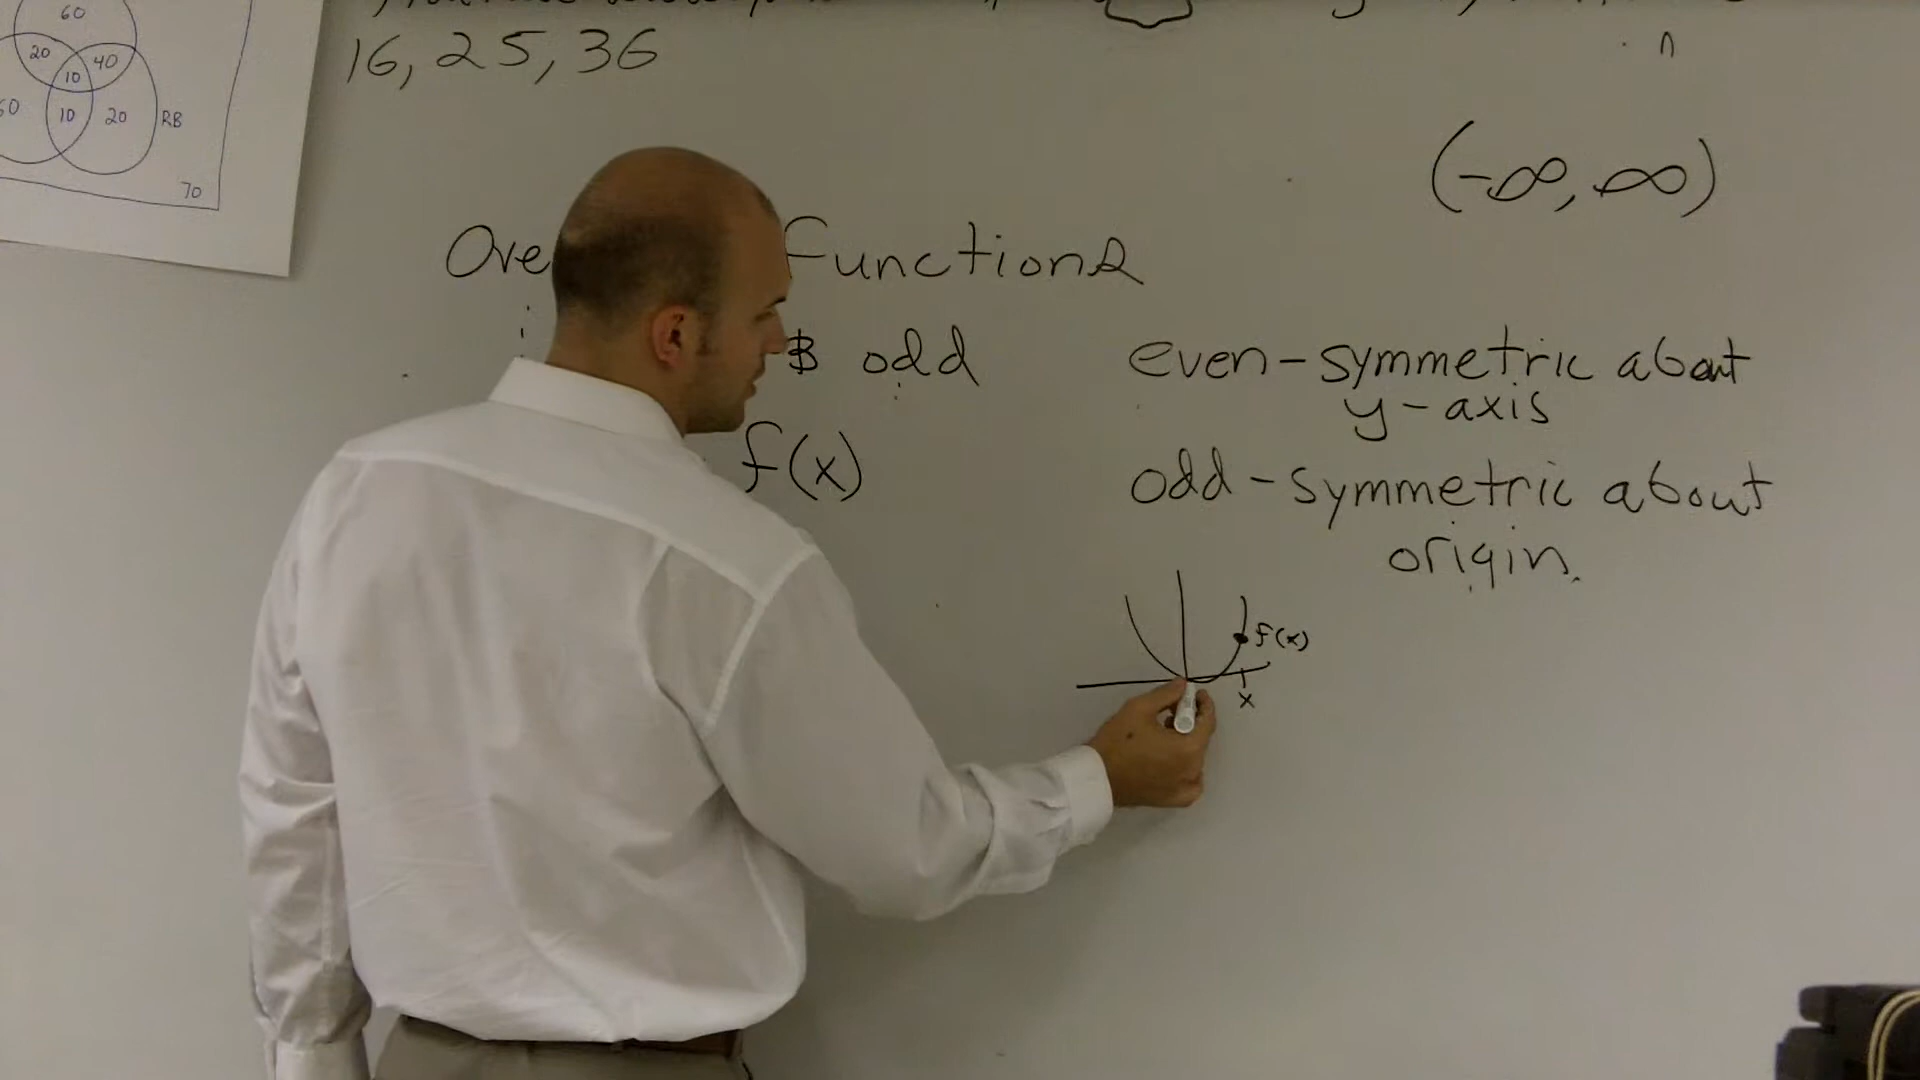 60
20 40
10
10 20 RB
70
16, 25, 36
n
(-∞, ∞)
Functions
odd
f(x)
even - symmetric about
y - axis
odd - symmetric about
origin.
f(x)
x